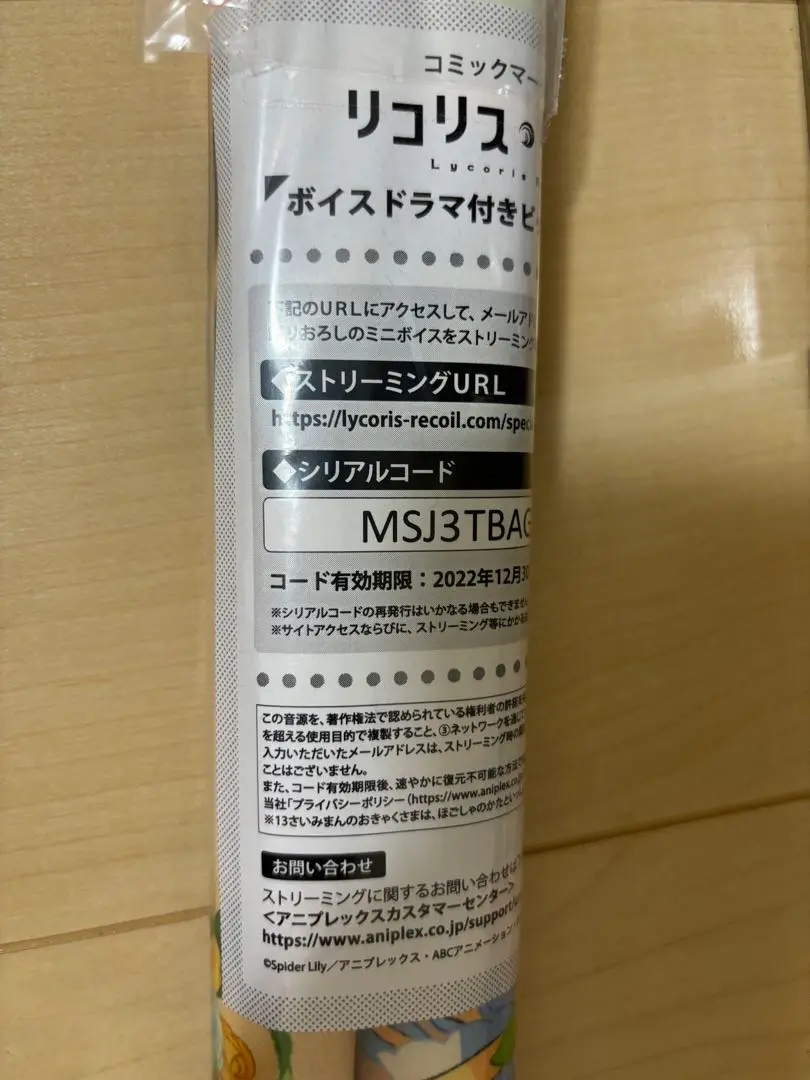 コミックマー
リコリス
Lycoris
ボイスドラマ付きピ
下記のURLにアクセスして、メールアド
りおろしのミニボイスをストリーミング
◆ストリーミングURL
https://lycoris-recoil.com/speci
◆シリアルコード
MSJ3TBAG
コード有効期限：2022年12月30
※シリアルコードの再発行はいかなる場合もできません
※サイトアクセスならびに、ストリーミング等にかかる
この音源を、著作権法で認められている権利者の許諾を
を超える使用目的で複製すること、③ネットワークを通じて
入力いただいたメールアドレスは、ストリーミング時の
ことはございません。
また、コード有効期限後、速やかに復元不可能な方法で
当社「プライバシーポリシー（https://www.aniplex.co.j
※13さいみまんのおきゃくさまは、ほごしゃのかたといっ
お問い合わせ
ストリーミングに関するお問い合わせは
＜アニプレックスカスタマーセンター＞
https://www.aniplex.co.jp/support/
©Spider Lily／アニプレックス・ABCアニメーション・